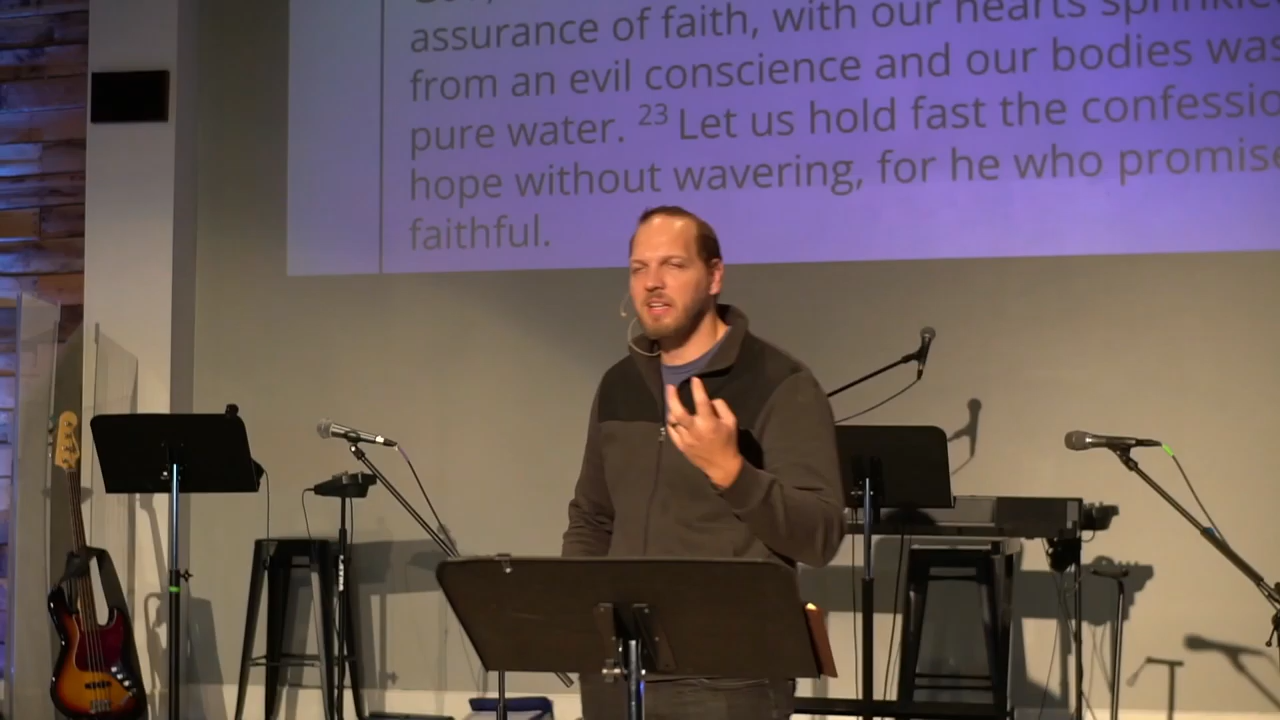 assurance of faith, with our hearts
from an evil conscience and our bodies
pure water. 23 Let us hold fast the
hope without wavering, for he who
faithful.